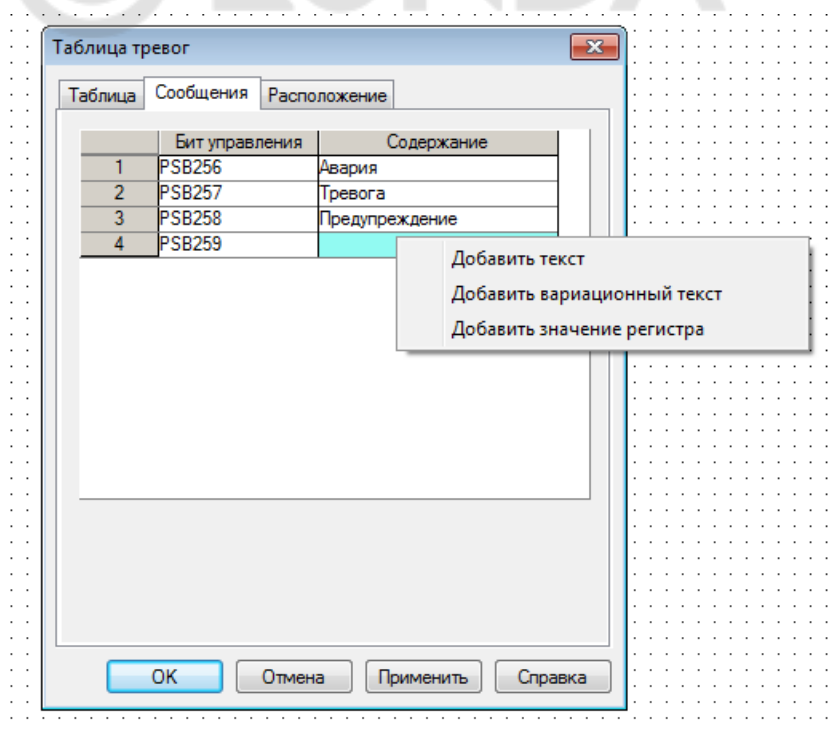 Таблица тревог
Таблица Сообщения Расположение
Бит управления Содержание
1 PSB256 Авария
2 PSB257 Тревога
3 PSB258 Предупреждение
4 PSB259
Добавить текст
Добавить вариационный текст
Добавить значение регистра
OK Отмена Применить Справка